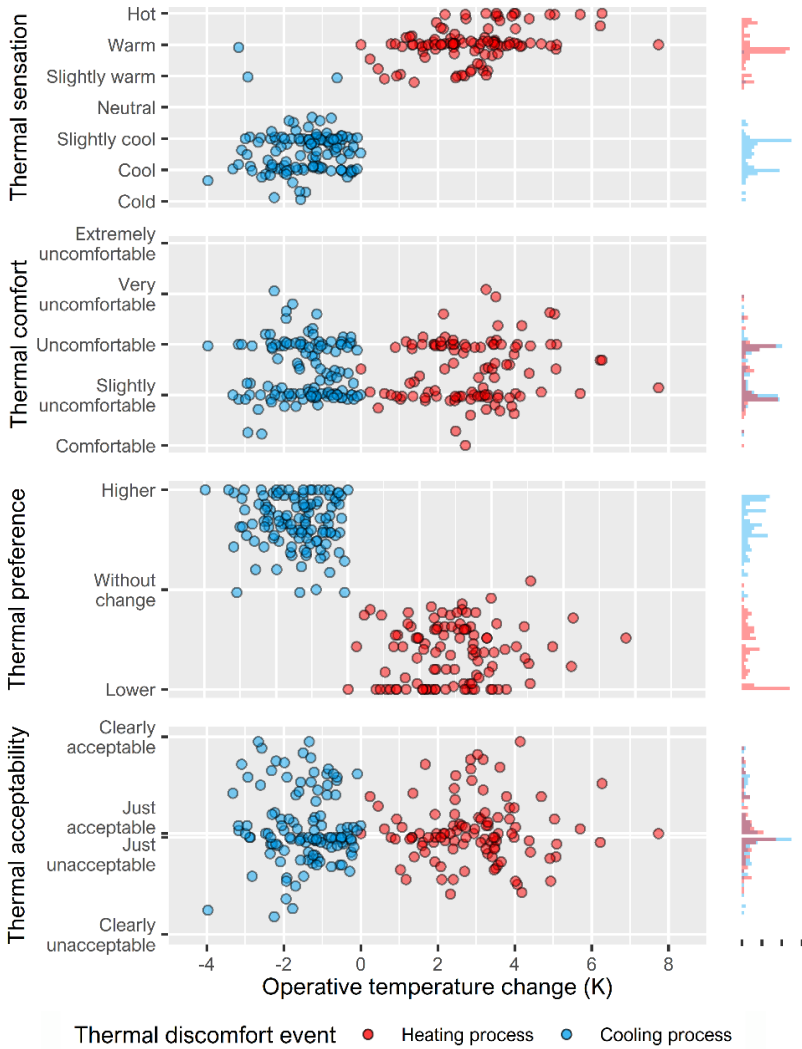 Thermal sensation
Hot
Warm
Slightly warm
Neutral
Slightly cool
Cool
Cold
Thermal comfort
Extremely
uncomfortable
Very
uncomfortable
Uncomfortable
Slightly
uncomfortable
Comfortable
Thermal preference
Higher
Without
change
Lower
Thermal acceptability
Clearly
acceptable
Just
acceptable
Just
unacceptable
Clearly
unacceptable
-4 -2 0 2 4 6 8
Operative temperature change (K)
Thermal discomfort event Heating process Cooling process